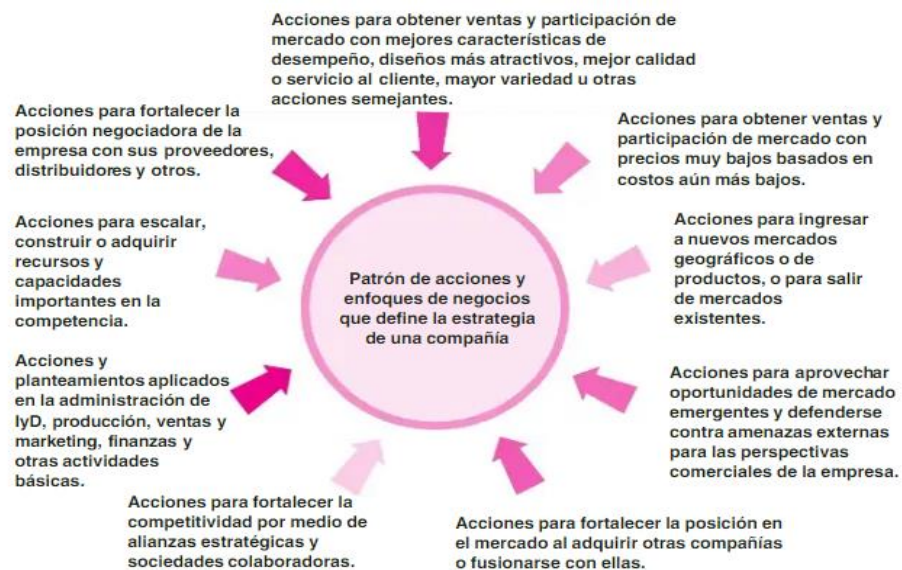 Acciones para obtener ventas y participación de
mercado con mejores características de
desempeño, diseños más atractivos, mejor calidad
o servicio al cliente, mayor variedad u otras
acciones semejantes.
Acciones para obtener ventas y
participación de mercado con
precios muy bajos basados en
costos aún más bajos.
Acciones para ingresar
a nuevos mercados
geográficos o de
productos, o para salir
de mercados
existentes.
Acciones para aprovechar
oportunidades de mercado
emergentes y defenderse
contra amenazas externas
para las perspectivas
comerciales de la empresa.
Acciones para fortalecer la posición en
el mercado al adquirir otras compañías
o fusionarse con ellas.
Acciones para fortalecer la
competitividad por medio de
alianzas estratégicas y
sociedades colaboradoras.
Acciones y
planteamientos aplicados
en la administración de
IyD, producción, ventas y
marketing, finanzas y
otras actividades
básicas.
Acciones para escalar,
construir o adquirir
recursos y
capacidades
importantes en la
competencia.
Acciones para fortalecer la
posición negociadora de la
empresa con sus proveedores,
distribuidores y otros.
Patrón de acciones y
enfoques de negocios
que define la estrategia
de una compañía